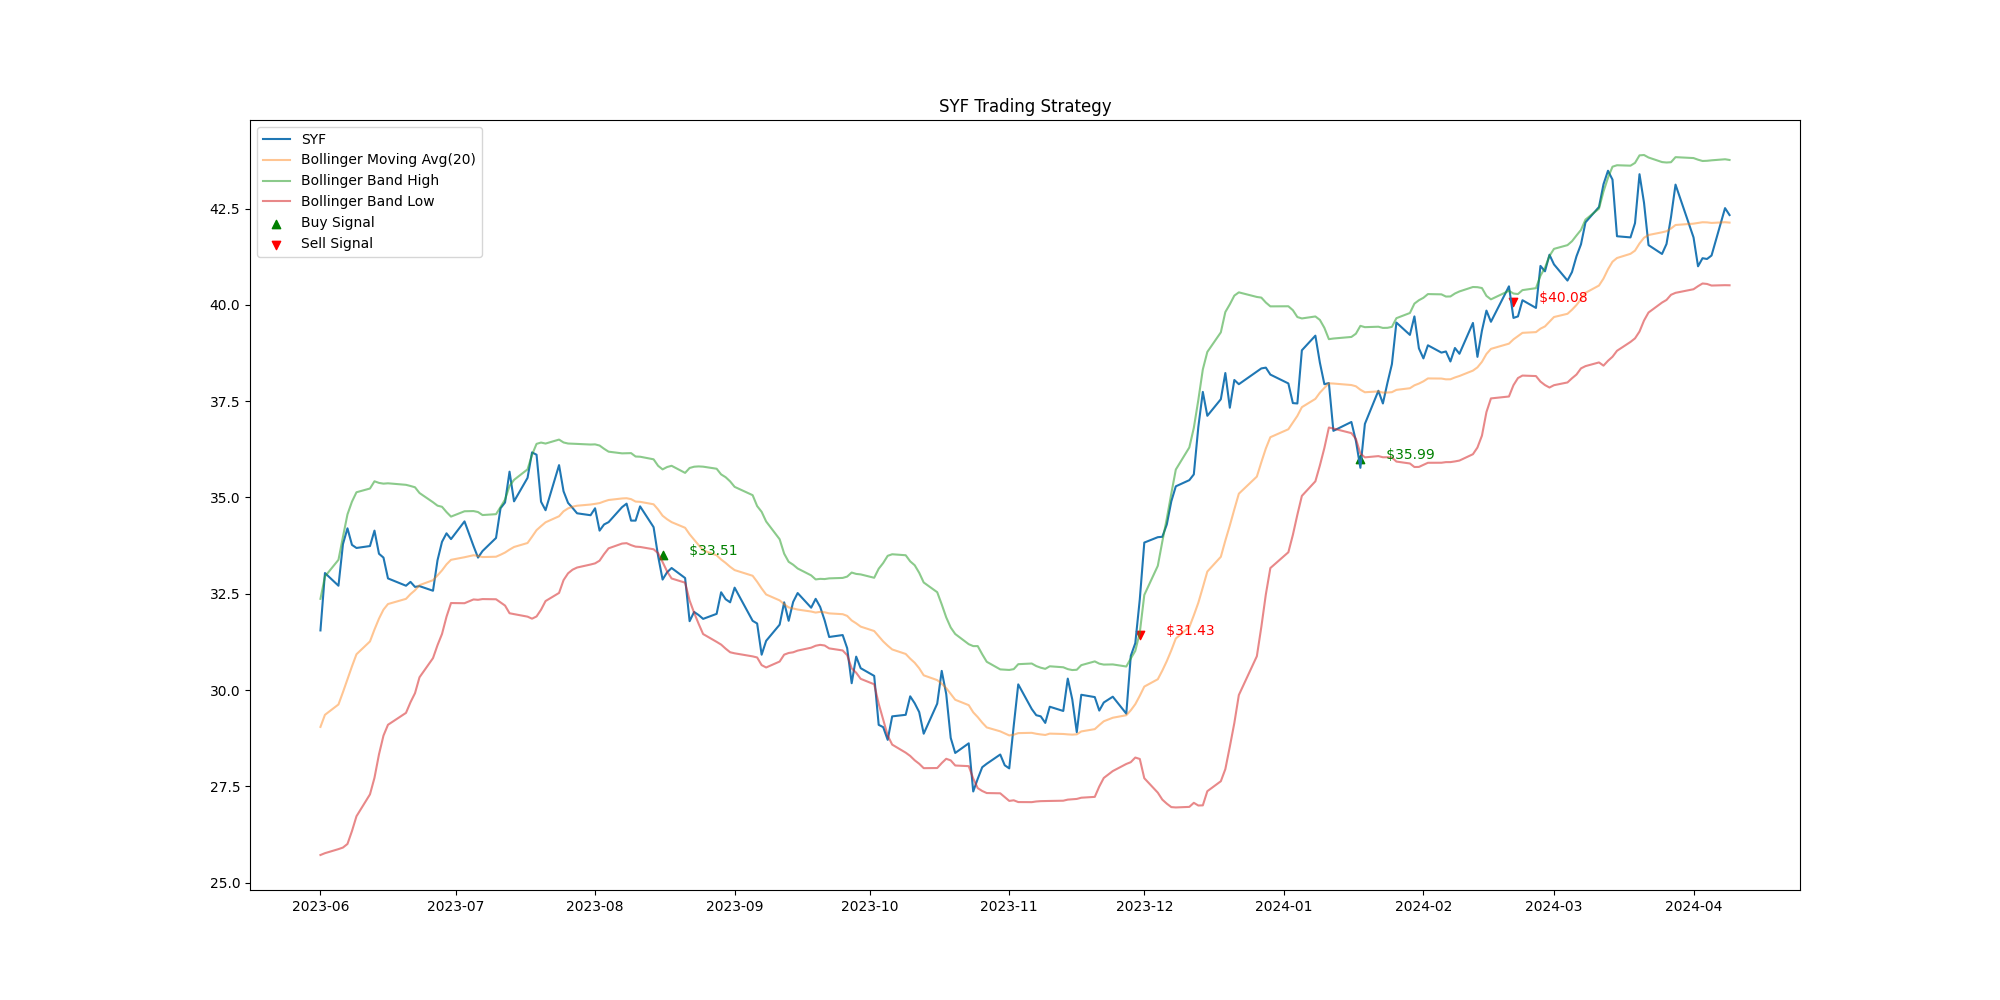 SYF Trading Strategy
SYF
Bollinger Moving Avg(20)
Bollinger Band High
Bollinger Band Low
Buy Signal
Sell Signal
42.5
40.0
37.5
35.0
32.5
30.0
27.5
25.0
$33.51
$31.43
$35.99
$40.08
2023-06 2023-07 2023-08 2023-09 2023-10 2023-11 2023-12 2024-01 2024-02 2024-03 2024-04